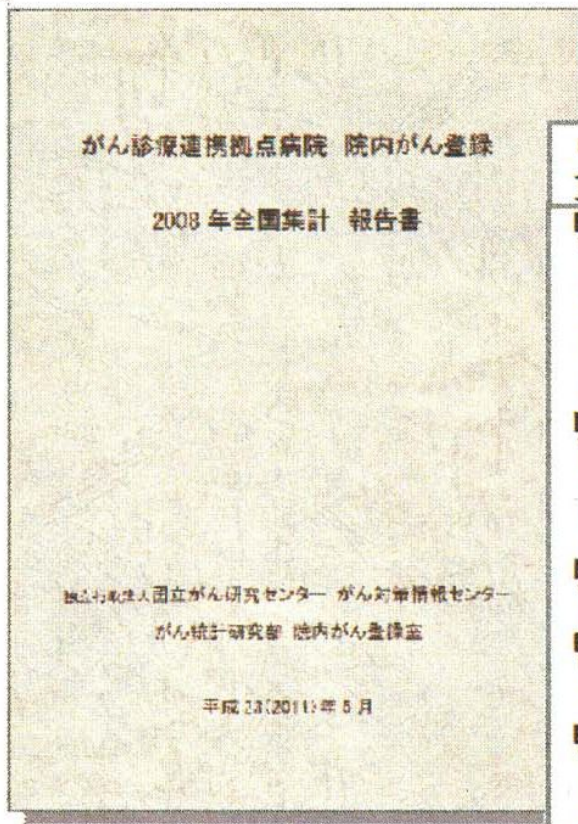 がん診療連携拠点病院 院内がん登録
2008 年全国集計 報告書
独立行政法人国立がん研究センター がん対策情報センター
がん統計研究部 院内がん登録室
平成 23(2011)年 5 月